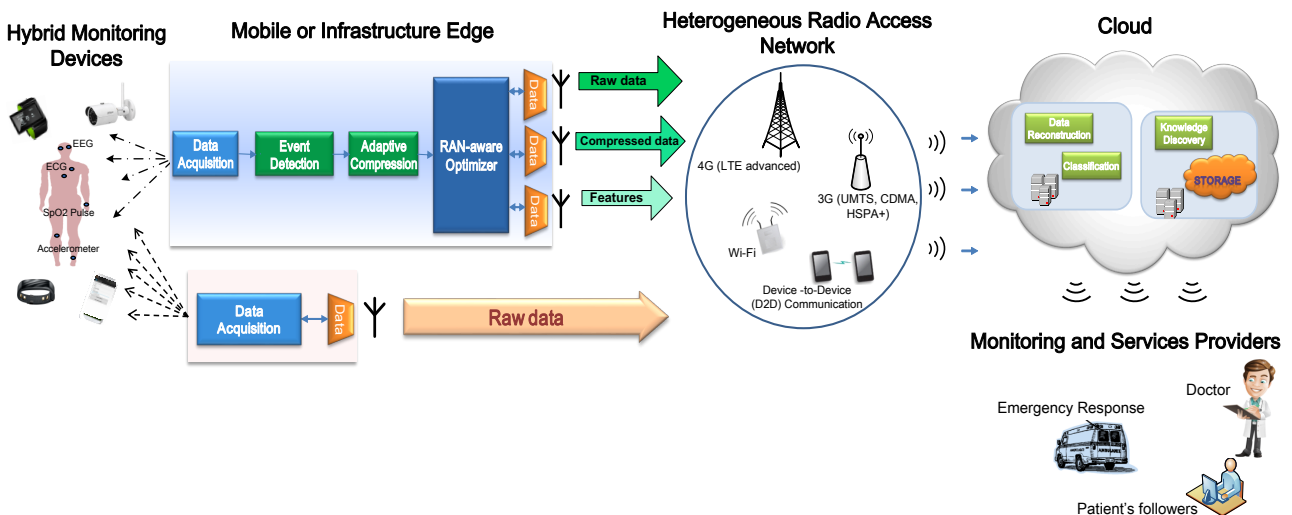 Hybrid Monitoring
Devices
EEG
ECG
SpO2 Pulse
Accelerometer
Mobile or Infrastructure Edge
Data
Acquisition
Event
Detection
Adaptive
Compression
RAN-aware
Optimizer
Data
Data
Data
Raw data
Compressed data
Features
Data
Acquisition
Data
Raw data
Heterogeneous Radio Access
Network
4G (LTE advanced)
3G (UMTS, CDMA,
HSPA+)
Wi-Fi
Device -to-Device
(D2D) Communication
Cloud
Data
Reconstruction
Classification
Knowledge
Discovery
STORAGE
Monitoring and Services Providers
Doctor
Emergency Response
AMBULANCE
Patient's followers